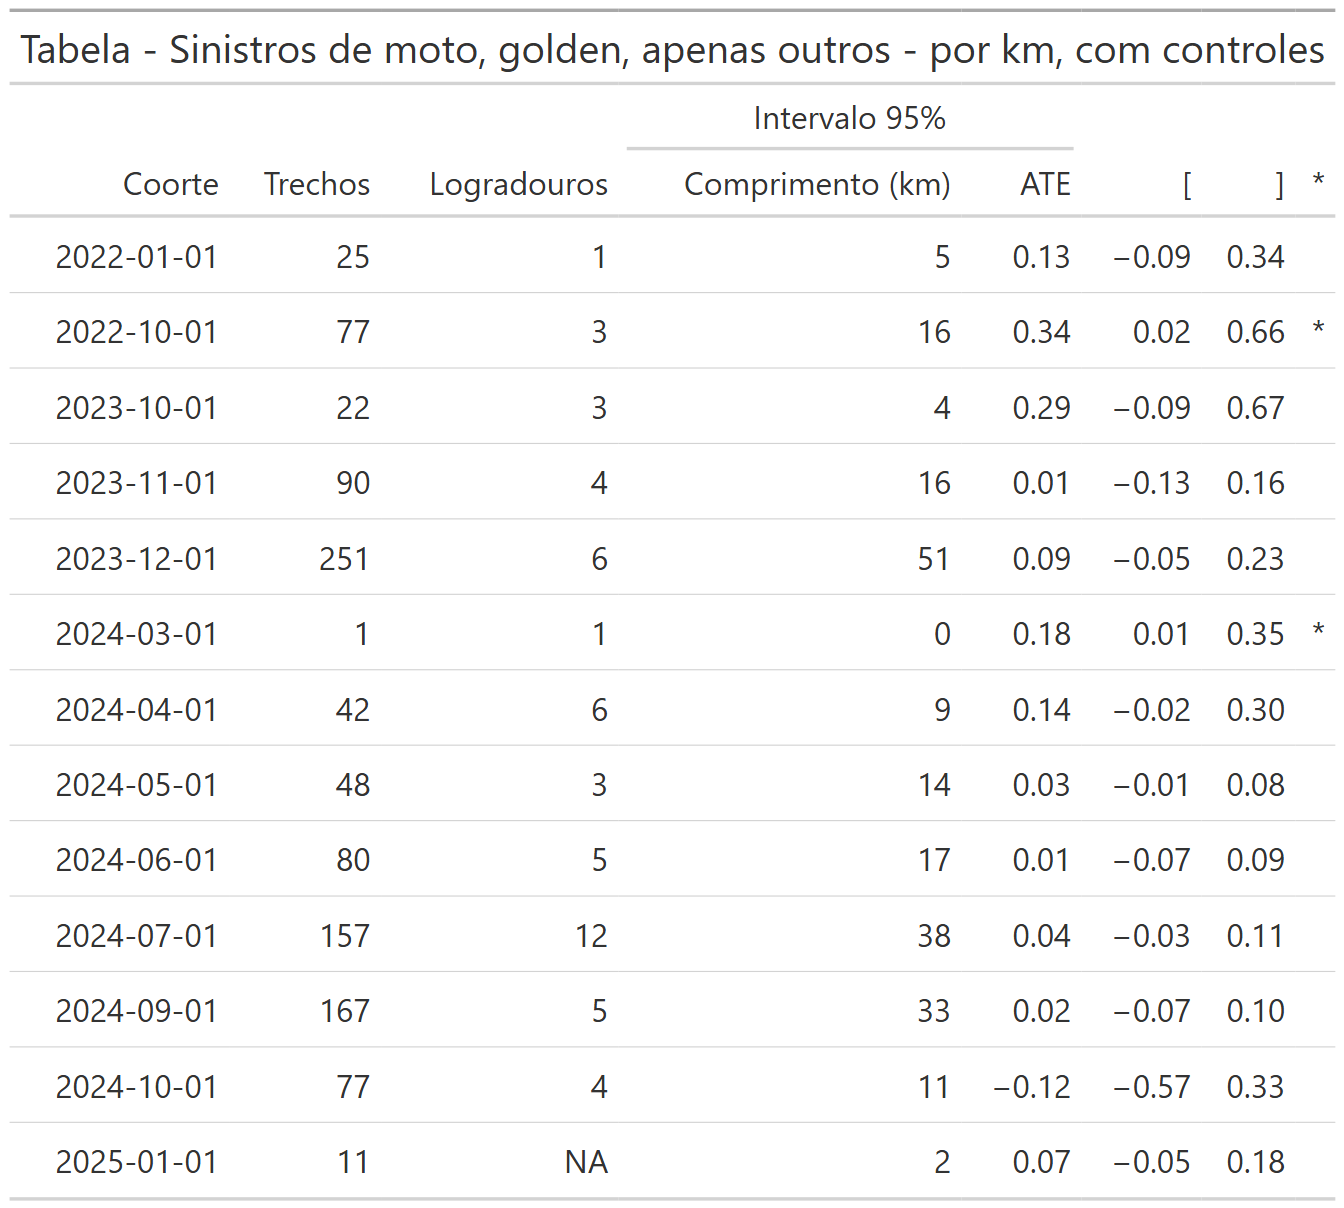 Tabela - Sinistros de moto, golden, apenas outros - por km, com controles
Intervalo 95%
Coorte Trechos Logradouros Comprimento (km) ATE [ ] *
2022-01-01 25 1 5 0.13 −0.09 0.34
2022-10-01 77 3 16 0.34 0.02 0.66 *
2023-10-01 22 3 4 0.29 −0.09 0.67
2023-11-01 90 4 16 0.01 −0.13 0.16
2023-12-01 251 6 51 0.09 −0.05 0.23
2024-03-01 1 1 0 0.18 0.01 0.35 *
2024-04-01 42 6 9 0.14 −0.02 0.30
2024-05-01 48 3 14 0.03 −0.01 0.08
2024-06-01 80 5 17 0.01 −0.07 0.09
2024-07-01 157 12 38 0.04 −0.03 0.11
2024-09-01 167 5 33 0.02 −0.07 0.10
2024-10-01 77 4 11 −0.12 −0.57 0.33
2025-01-01 11 NA 2 0.07 −0.05 0.18